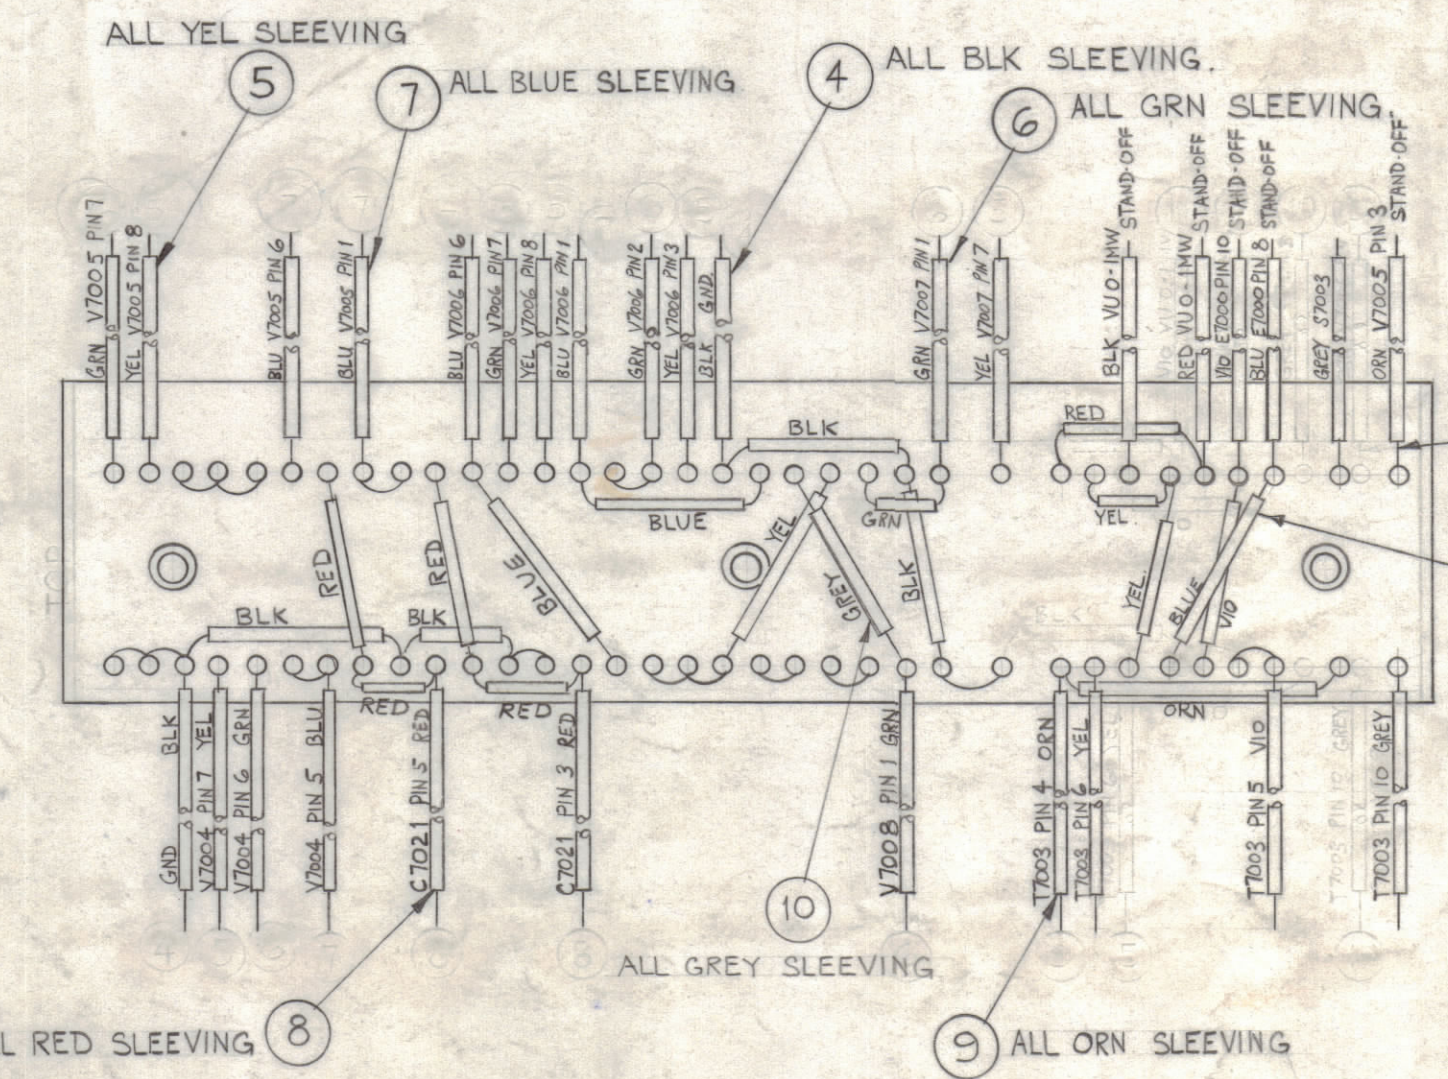 ALL YEL SLEEVING
5
7
ALL BLUE SLEEVING
4
ALL BLK SLEEVING.
6
ALL GRN SLEEVING.
GRN V7005 PIN 7
YEL V7005 PIN 8
BLU V7005 PIN 6
BLU V7005 PIN 1
BLU V7006 PIN 6
GRN V7006 PIN 7
YEL V7006 PIN 8
BLU V7006 PIN 1
GRN V7006 PIN 2
YEL V7006 PIN 3
BLK GND.
GRN V7007 PIN 1
YEL V7007 PIN 7
BLK VUO-1MW STAND-OFF
RED VUO-1MW STAND-OFF
VIO E7000 PIN 10 STAND-OFF
BLU E7000 PIN 8 STAND-OFF
GREY S7003
ORN V7005 PIN 3 STAND-OFF
BLK
RED
BLUE
GRN
YEL.
RED
RED
BLUE
YEL
GREY
BLK
YEL.
BLUE
VIO
BLK
BLK
RED
RED
ORN
GND BLK
V7004 PIN 7 YEL
V7004 PIN 6 GRN
V7004 PIN 5 BLU
C7021 PIN 5 RED
C7021 PIN 3 RED
V7008 PIN 1 GRN
T7003 PIN 4 ORN
T7003 PIN 6 YEL
T7003 PIN 5 VIO
T7003 PIN 10 GREY
10
ALL GREY SLEEVING
L RED SLEEVING
8
9
ALL ORN SLEEVING